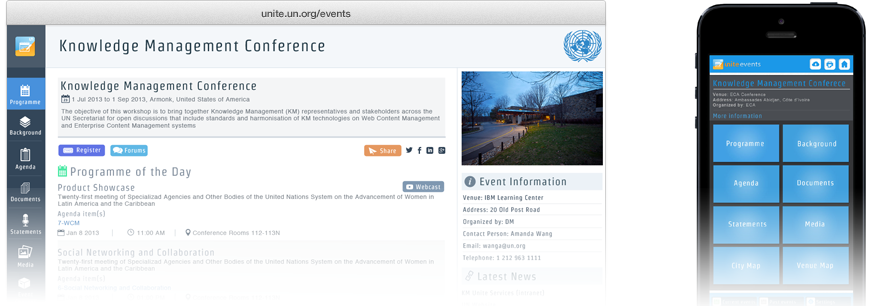 unite.un.org/events
Knowledge Management Conference
Programme
Background
Agenda
Documents
Statements
Media
Knowledge Management Conference
1 Jul 2013 to 1 Sep 2013, Armonk, United States of America
The objective of this workshop is to bring together Knowledge Management (KM) representatives and stakeholders across the
UN Secretariat for open discussions that include standards and harmonisation of KM technologies on Web Content Management
and Enterprise Content Management systems
Register
Forums
Share
Programme of the Day
Product Showcase
Webcast
Twenty-first meeting of Specialized Agencies and Other Bodies of the United Nations System on the Advancement of Women in
Latin America and the Caribbean
Agenda item(s)
7-WCM
Jan 8 2013 | 11:00 AM | Conference Rooms 112-113N
Social Networking and Collaboration
Twenty-first meeting of Specialized Agencies and Other Bodies of the United Nations System on the Advancement of Women in
Latin America and the Caribbean
Event Information
Venue: IBM Learning Center
Address: 20 Old Post Road
Organized by: DM
Contact Person: Amanda Wang
Email: wanga@un.org
Telephone: 1 212 963 1111
Latest News
uniteevents
Knowledge Management Conference
Venue: ECA Conference
Organized by: ECA
More Information
Programme
Background
Agenda
Documents
Statements
Media
City Map
Venue Map